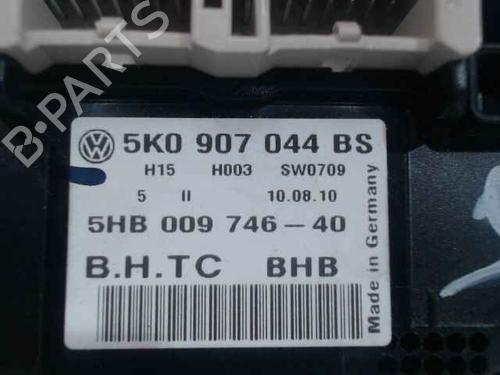 5K0 907 044 BS
H15 H003 SW0709
5 II 10.08.10
5HB 009 746-40
B.H.TC BHB
Made in Germany
B-PARTS